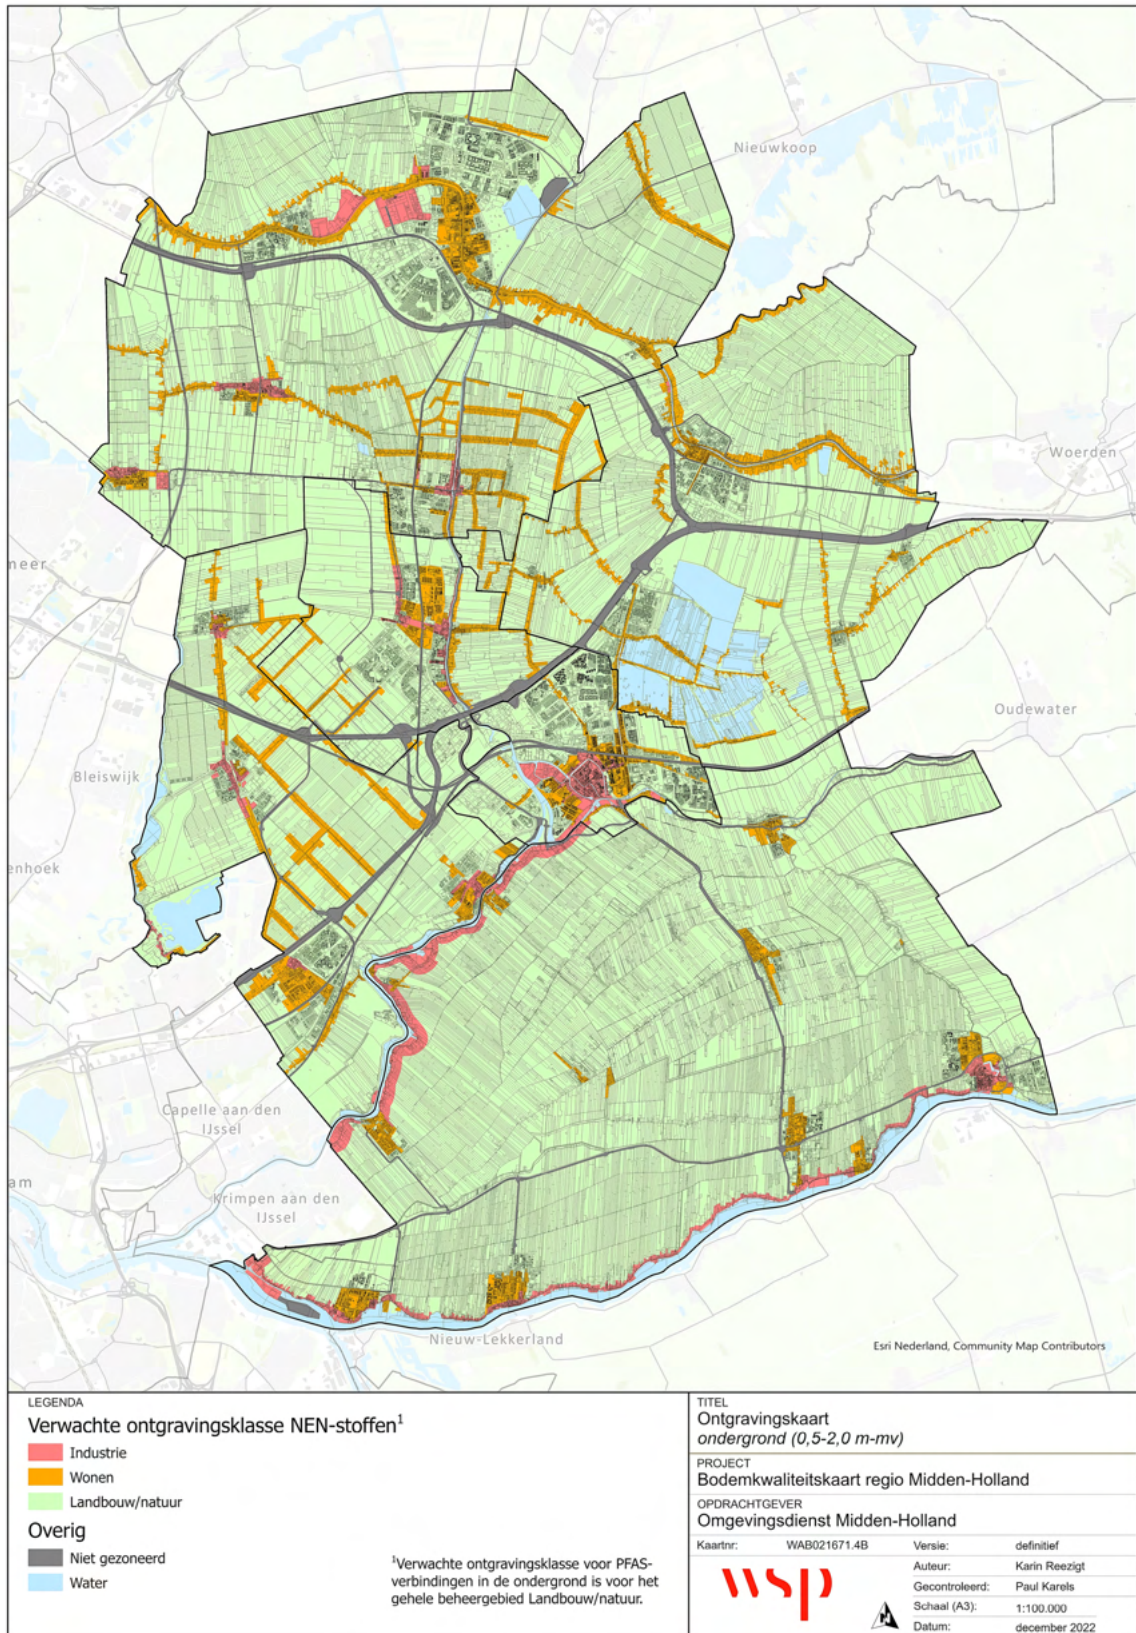 Nieuwkoop
Woerden
meer
Oudewater
Bleiswijk
enhoek
Capelle aan den
IJssel
am
Krimpen aan den
IJssel
Nieuw-Lekkerland
Esri Nederland, Community Map Contributors
LEGENDA
Verwachte ontgravingsklasse NEN-stoffen¹
Industrie
Wonen
Landbouw/natuur
Overig
Niet gezoneerd
Water
¹Verwachte ontgravingsklasse voor PFAS-
verbindingen in de ondergrond is voor het
gehele beheergebied Landbouw/natuur.
TITEL
Ontgravingskaart
ondergrond (0,5-2,0 m-mv)
PROJECT
Bodemkwaliteitskaart regio Midden-Holland
OPDRACHTGEVER
Omgevingsdienst Midden-Holland
Kaartnr: WAB021671.4B
Versie: definitief
Auteur: Karin Reezigt
Gecontroleerd: Paul Karels
Schaal (A3): 1:100.000
Datum: december 2022
wsp
N